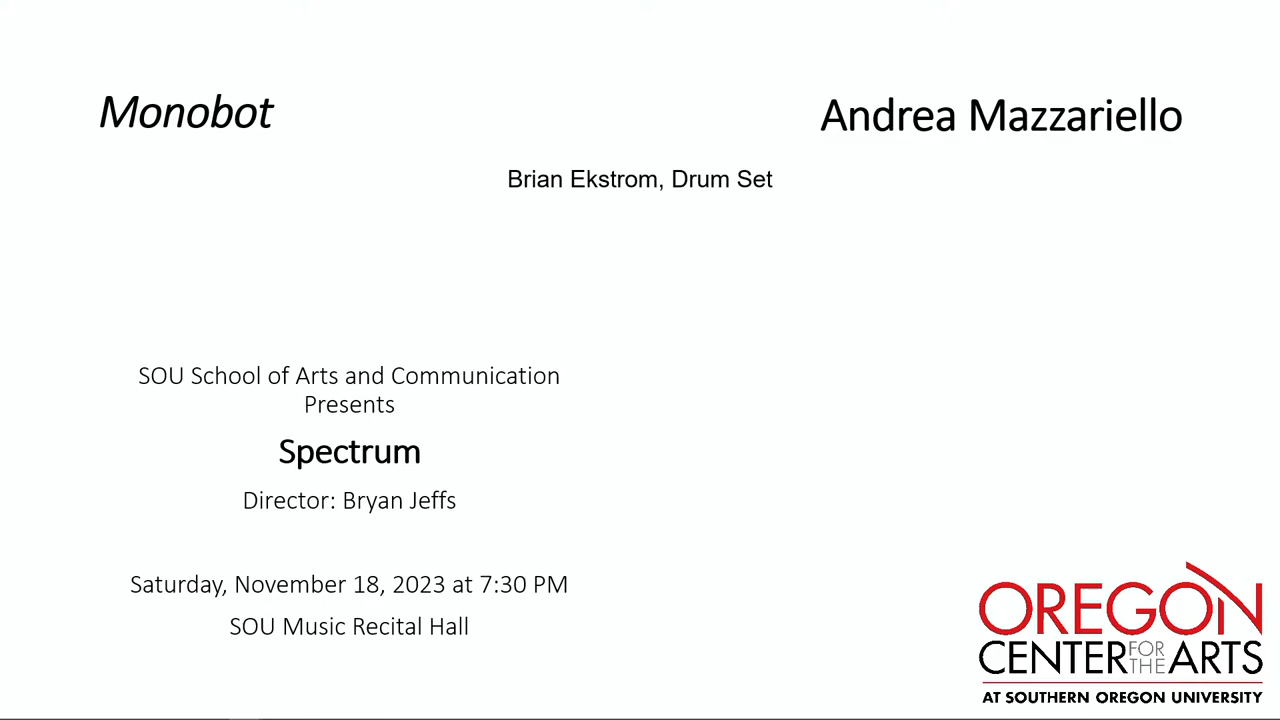 Monobot
Andrea Mazzariello
Brian Ekstrom, Drum Set
SOU School of Arts and Communication
Presents
Spectrum
Director: Bryan Jeffs
Saturday, November 18, 2023 at 7:30 PM
SOU Music Recital Hall
OREGON
CENTER FOR THE ARTS
AT SOUTHERN OREGON UNIVERSITY